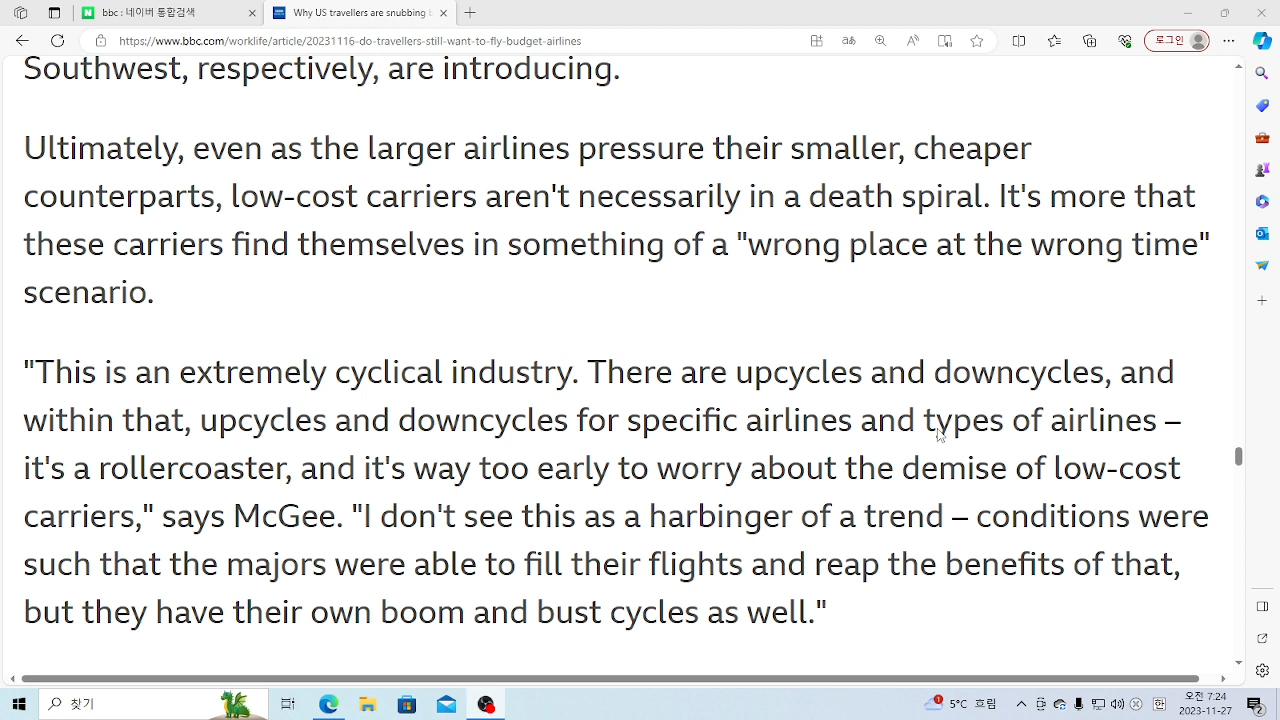 bbc : 네이버 통합검색
Why US travellers are snubbing
https://www.bbc.com/worklife/article/20231116-do-travellers-still-want-to-fly-budget-airlines
로그인
Southwest, respectively, are introducing.
Ultimately, even as the larger airlines pressure their smaller, cheaper
counterparts, low-cost carriers aren't necessarily in a death spiral. It's more that
these carriers find themselves in something of a "wrong place at the wrong time"
scenario.
"This is an extremely cyclical industry. There are upcycles and downcycles, and
within that, upcycles and downcycles for specific airlines and types of airlines –
it's a rollercoaster, and it's way too early to worry about the demise of low-cost
carriers," says McGee. "I don't see this as a harbinger of a trend – conditions were
such that the majors were able to fill their flights and reap the benefits of that,
but they have their own boom and bust cycles as well."
찾기
1
5°C 흐림
한
오전 7:24
2023-11-27
2